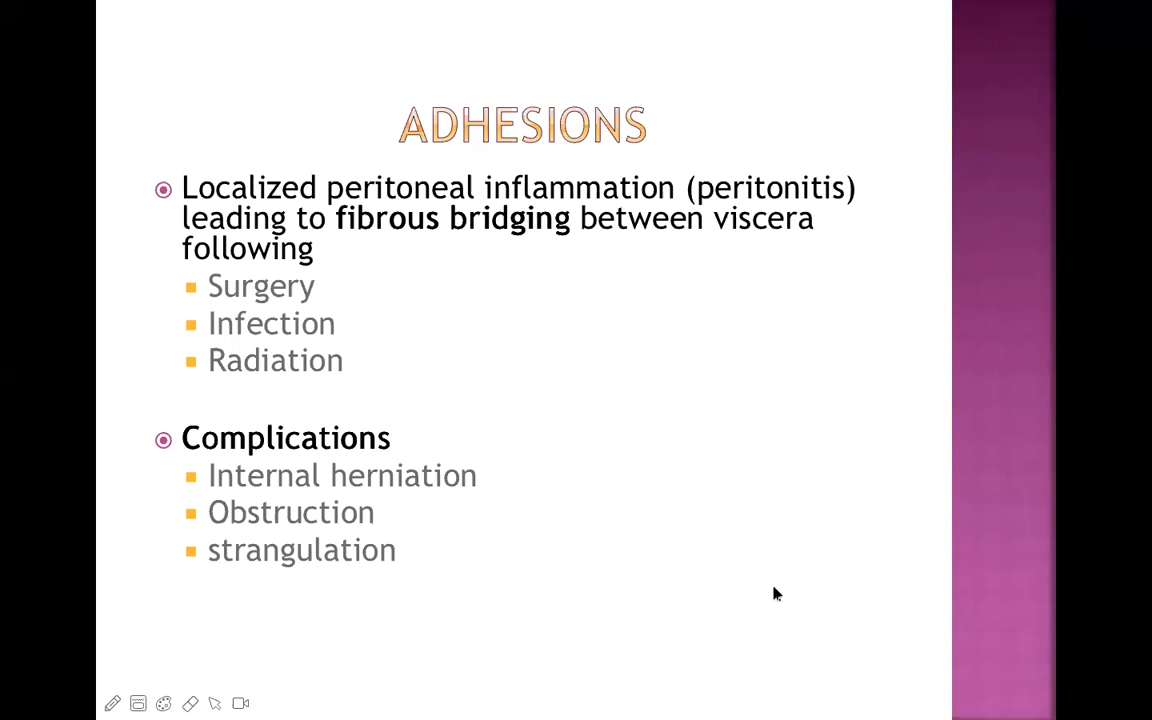 ADHESIONS
Localized peritoneal inflammation (peritonitis)
leading to fibrous bridging between viscera
following
Surgery
Infection
Radiation
Complications
Internal herniation
Obstruction
strangulation